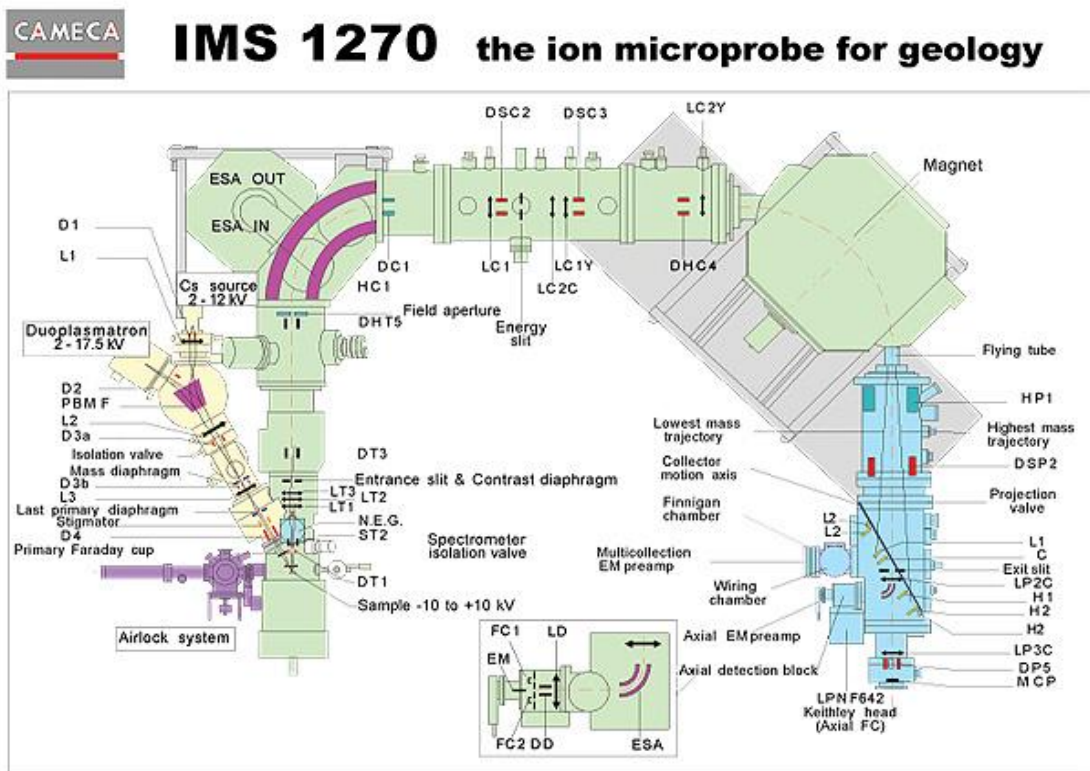 CAMECA
IMS 1270 the ion microprobe for geology
DSC2
DSC3
LC2Y
Magnet
ESA OUT
ESA IN
D1
L1
Cs source
2 - 12 kV
DC1
HC1
LC1
LC1Y
LC2C
DHC4
Energy
slit
Field aperture
DHT5
Duoplasmatron
2 - 17.5 kV
D2
PBMF
L2
D3a
Isolation valve
Mass diaphragm
D3b
L3
Last primary diaphragm
Stigmator
D4
Primary Faraday cup
DT3
Entrance slit & Contrast diaphragm
LT3
LT2
LT1
N.E.G.
ST2
Spectrometer
isolation valve
DT1
Sample -10 to +10 kV
Airlock system
Flying tube
HP1
Lowest mass
trajectory
Highest mass
trajectory
Collector
motion axis
DSP2
Finnigan
chamber
Projection
valve
L2
L2
L1
C
Multicollection
EM preamp
Exit slit
LP2C
Wiring
chamber
H1
H2
H2
Axial EM preamp
LP3C
Axial detection block
DP5
MCP
LPN F642
Keithley head
(Axial FC)
FC1
LD
EM
FC2
DD
ESA